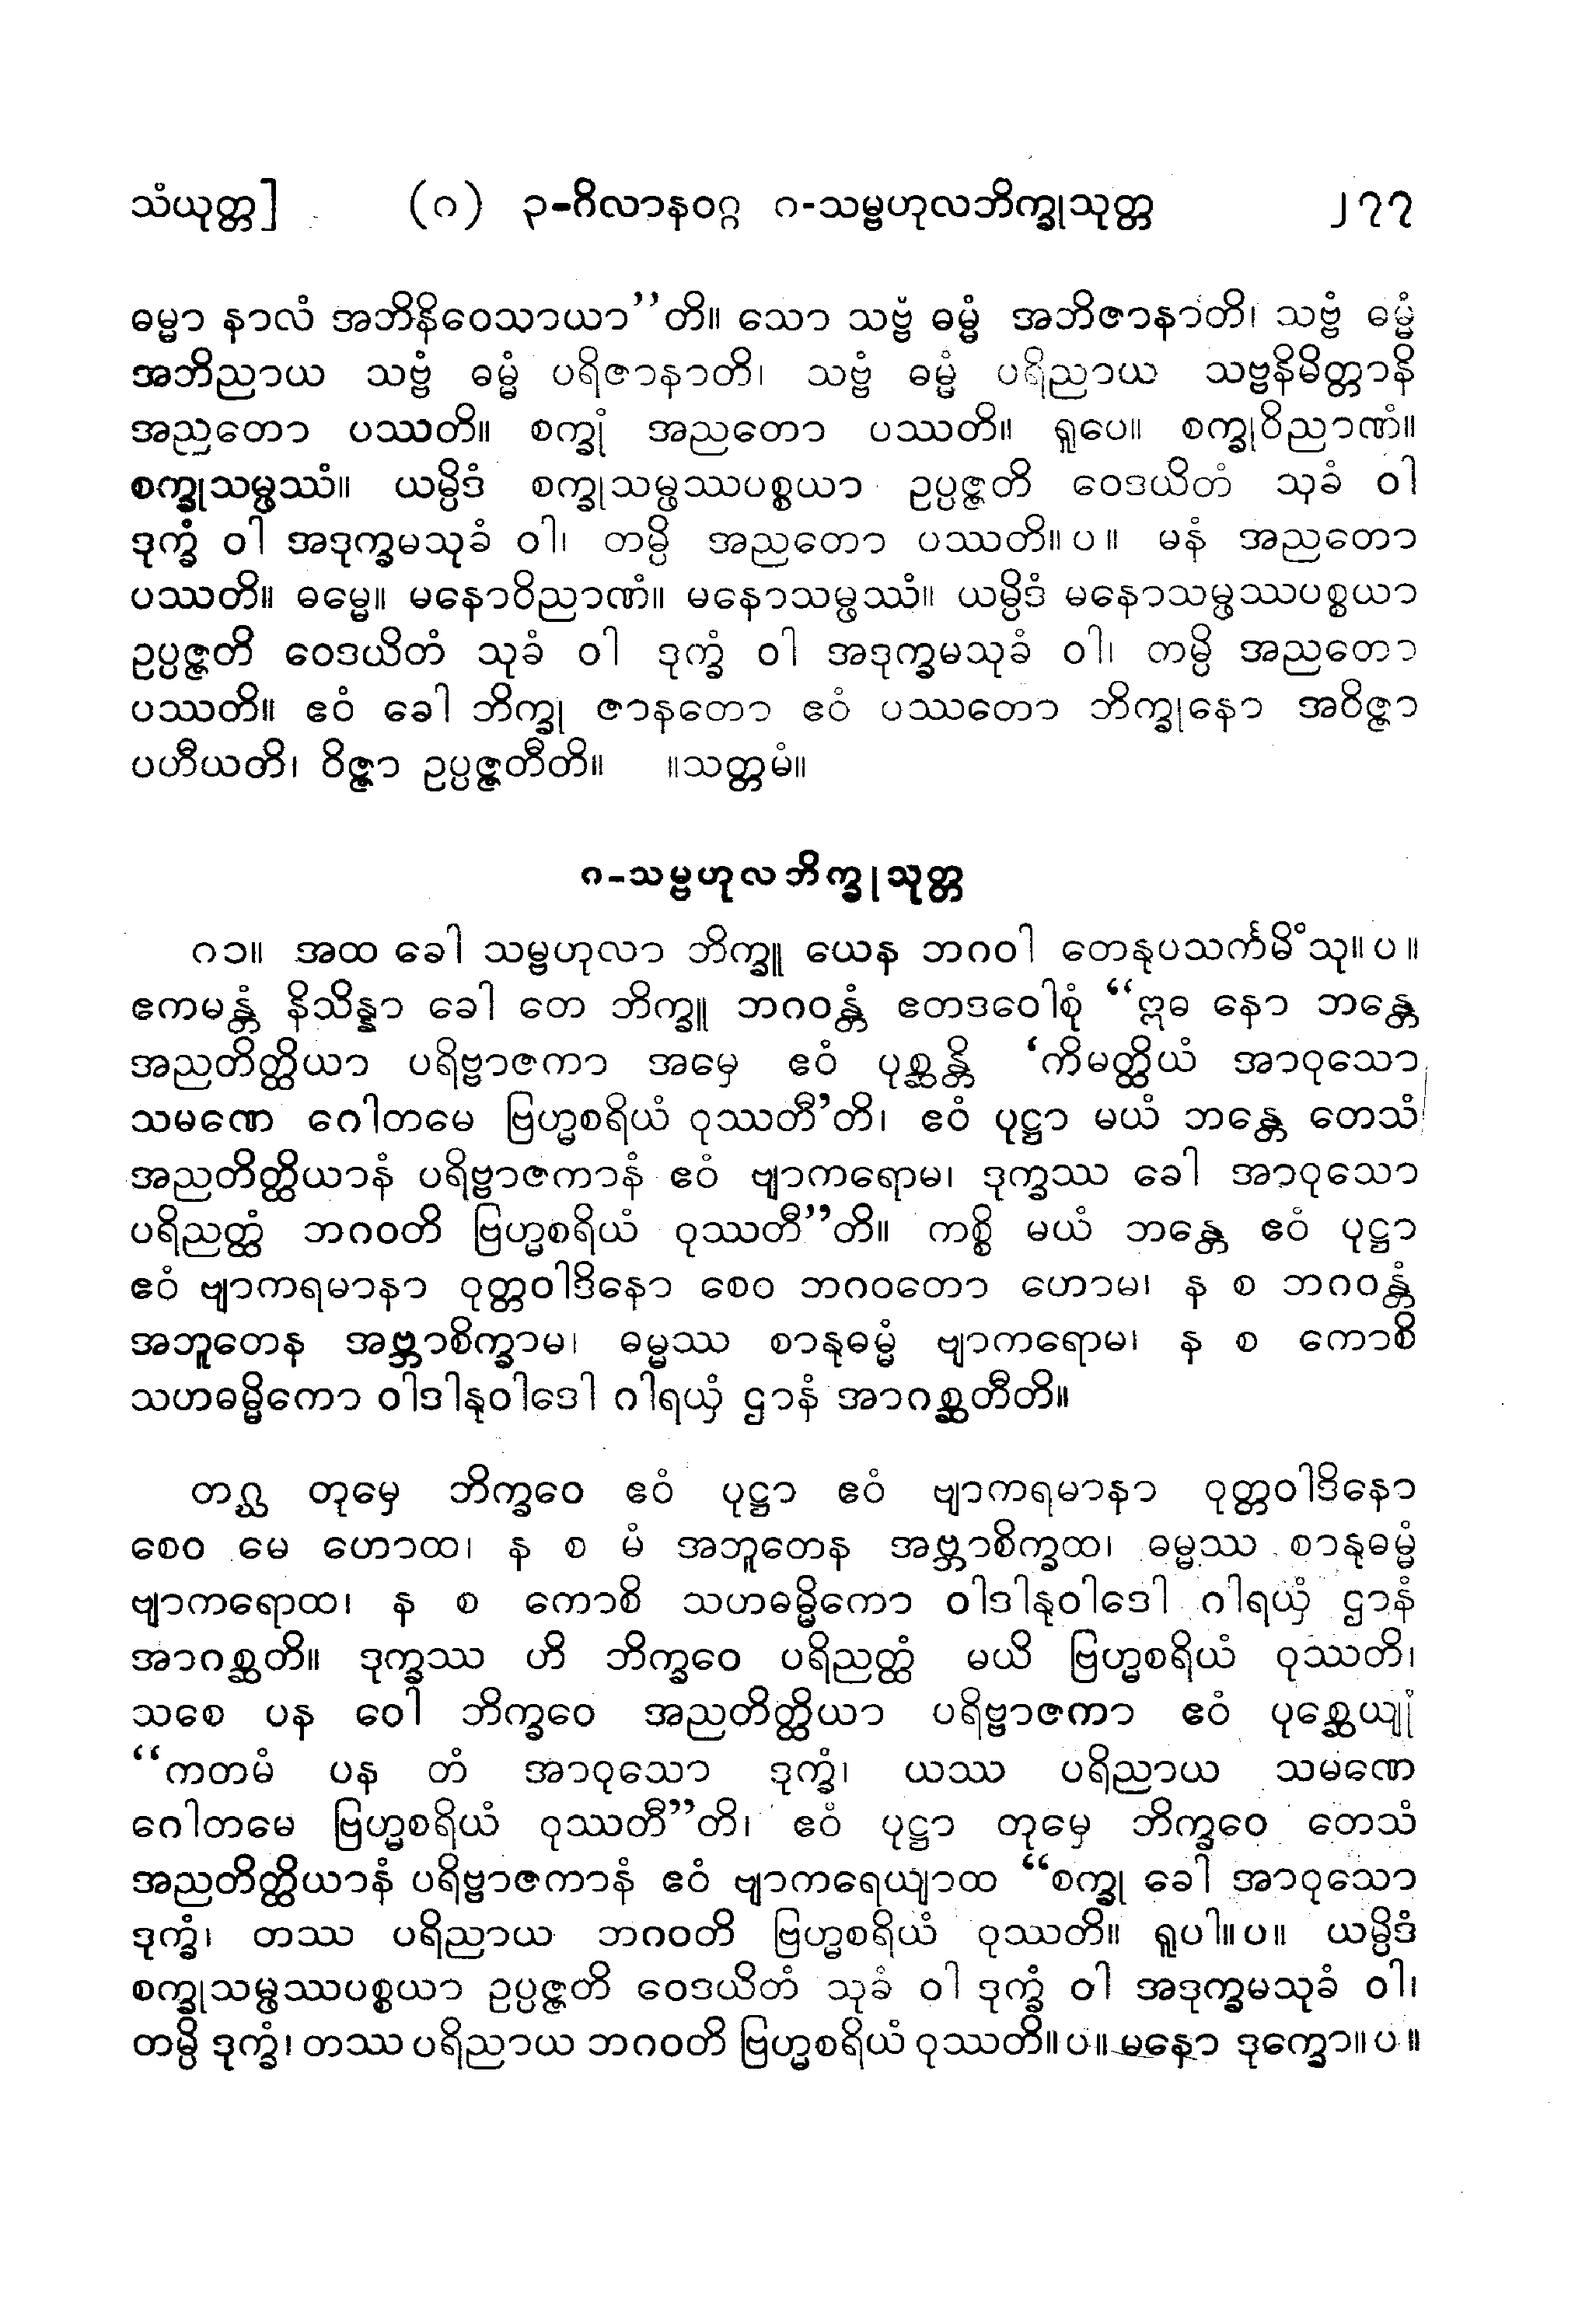 သံယုတ္တ] (၈) ၃-ဂိလာနဝဂ္ဂ ၈-သမ္ဗဟုလဘိက္ခုသုတ္တ ၂၇၇
ဓမ္မာ နာလံ အဘိနိဝေသာယာ”တိ။ သော သဗ္ဗံ ဓမ္မံ အဘိဇာနာတိ၊ သဗ္ဗံ ဓမ္မံ
အဘိညာယ သဗ္ဗံ ဓမ္မံ ပရိဇာနာတိ၊ သဗ္ဗံ ဓမ္မံ ပရိညာယ သဗ္ဗနိမိတ္တာနိ
အညတော ပဿတိ။ စက္ခုံ အညတော ပဿတိ။ ရူပေ။ စက္ခုဝိညာဏံ။
စက္ခုသမ္ဖဿံ။ ယမ္ပိဒံ စက္ခုသမ္ဖဿပစ္စယာ ဥပ္ပဇ္ဇတိ ဝေဒယိတံ သုခံ ဝါ
ဒုက္ခံ ဝါ အဒုက္ခမသုခံ ဝါ၊ တမ္ပိ အညတော ပဿတိ။ပ။ မနံ အညတော
ပဿတိ။ ဓမ္မေ။ မနောဝိညာဏံ။ မနောသမ္ဖဿံ။ ယမ္ပိဒံ မနောသမ္ဖဿပစ္စယာ
ဥပ္ပဇ္ဇတိ ဝေဒယိတံ သုခံ ဝါ ဒုက္ခံ ဝါ အဒုက္ခမသုခံ ဝါ၊ တမ္ပိ အညတော
ပဿတိ။ ဧဝံ ခေါ ဘိက္ခု ဇာနတော ဧဝံ ပဿတော ဘိက္ခုနော အဝိဇ္ဇာ
ပဟီယတိ၊ ဝိဇ္ဇာ ဥပ္ပဇ္ဇတီတိ။ ။သတ္တမံ။
၈-သမ္ဗဟုလဘိက္ခုသုတ္တ
၈၁။ အထ ခေါ သမ္ဗဟုလာ ဘိက္ခူ ယေန ဘဂဝါ တေနုပသင်္ကမိံသု။ပ။
ဧကမန္တံ နိသိန္နာ ခေါ တေ ဘိက္ခူ ဘဂဝန္တံ ဧတဒဝေါစုံ “ဣဓ နော ဘန္တေ
အညတိတ္ထိယာ ပရိဗ္ဗာဇကာ အမှေ ဧဝံ ပုစ္ဆန္တိ ‘ကိမတ္ထိယံ အာဝုသော
သမဏေ ဂေါတမေ ဗြဟ္မစရိယံ ဝုဿတီ’တိ၊ ဧဝံ ပုဋ္ဌာ မယံ ဘန္တေ တေသံ
အညတိတ္ထိယာနံ ပရိဗ္ဗာဇကာနံ ဧဝံ ဗျာကရောမ၊ ဒုက္ခဿ ခေါ အာဝုသော
ပရိညတ္ထံ ဘဂဝတိ ဗြဟ္မစရိယံ ဝုဿတီ”တိ။ ကစ္စိ မယံ ဘန္တေ ဧဝံ ပုဋ္ဌာ
ဧဝံ ဗျာကရမာနာ ဝုတ္တဝါဒိနော စေဝ ဘဂဝတော ဟောမ၊ န စ ဘဂဝန္တံ
အဘူတေန အဗ္ဘာစိက္ခာမ၊ ဓမ္မဿ စာနုဓမ္မံ ဗျာကရောမ၊ န စ ကောစိ
သဟဓမ္မိကော ဝါဒါနုဝါဒေါ ဂါရယှံ ဌာနံ အာဂစ္ဆတီတိ။
တဂ္ဃ တုမှေ ဘိက္ခဝေ ဧဝံ ပုဋ္ဌာ ဧဝံ ဗျာကရမာနာ ဝုတ္တဝါဒိနော
စေဝ မေ ဟောထ၊ န စ မံ အဘူတေန အဗ္ဘာစိက္ခထ၊ ဓမ္မဿ စာနုဓမ္မံ
ဗျာကရောထ၊ န စ ကောစိ သဟဓမ္မိကော ဝါဒါနုဝါဒေါ ဂါရယှံ ဌာနံ
အာဂစ္ဆတိ။ ဒုက္ခဿ ဟိ ဘိက္ခဝေ ပရိညတ္ထံ မယိ ဗြဟ္မစရိယံ ဝုဿတိ၊
သစေ ပန ဝေါ ဘိက္ခဝေ အညတိတ္ထိယာ ပရိဗ္ဗာဇကာ ဧဝံ ပုစ္ဆေယျုံ
“ကတမံ ပန တံ အာဝုသော ဒုက္ခံ၊ ယဿ ပရိညာယ သမဏေ
ဂေါတမေ ဗြဟ္မစရိယံ ဝုဿတီ”တိ၊ ဧဝံ ပုဋ္ဌာ တုမှေ ဘိက္ခဝေ တေသံ
အညတိတ္ထိယာနံ ပရိဗ္ဗာဇကာနံ ဧဝံ ဗျာကရေယျာထ “စက္ခု ခေါ အာဝုသော
ဒုက္ခံ၊ တဿ ပရိညာယ ဘဂဝတိ ဗြဟ္မစရိယံ ဝုဿတိ။ ရူပါ။ပ။ ယမ္ပိဒံ
စက္ခုသမ္ဖဿပစ္စယာ ဥပ္ပဇ္ဇတိ ဝေဒယိတံ သုခံ ဝါ ဒုက္ခံ ဝါ အဒုက္ခမသုခံ ဝါ၊
တမ္ပိ ဒုက္ခံ၊ တဿ ပရိညာယ ဘဂဝတိ ဗြဟ္မစရိယံ ဝုဿတိ။ပ။ မနော ဒုက္ခော။ပ။